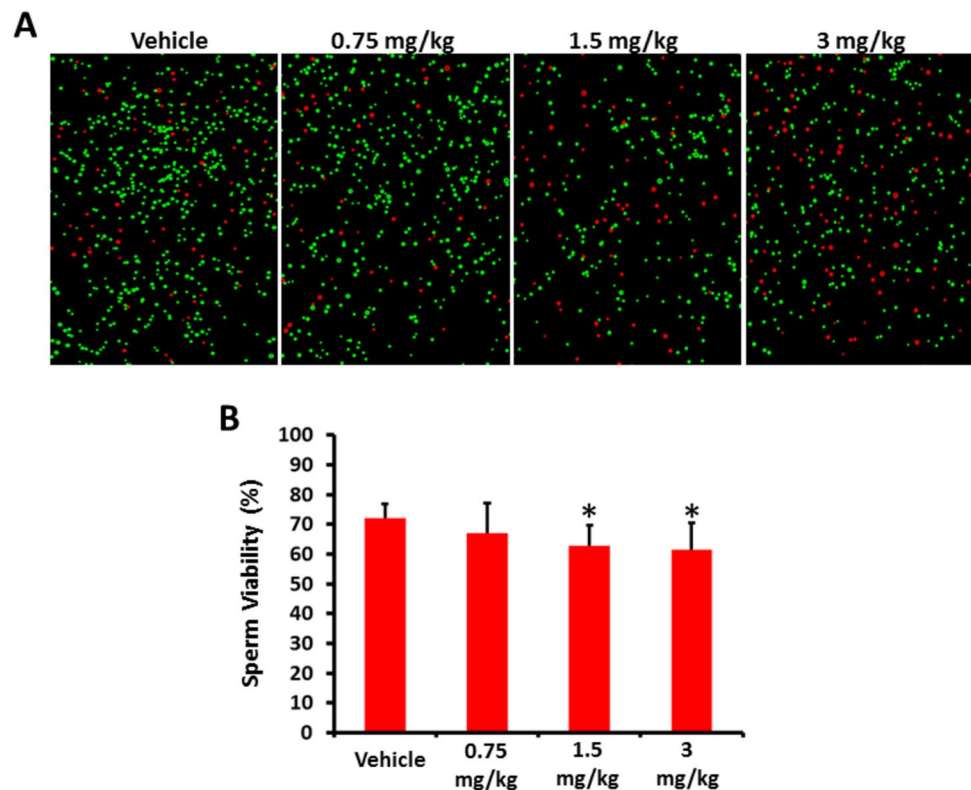 A
Vehicle 0.75 mg/kg 1.5 mg/kg 3 mg/kg
B
Sperm Viability (%)
100
90
80
70
60
50
40
30
20
10
0
* *
Vehicle 0.75 1.5 3
mg/kg mg/kg mg/kg